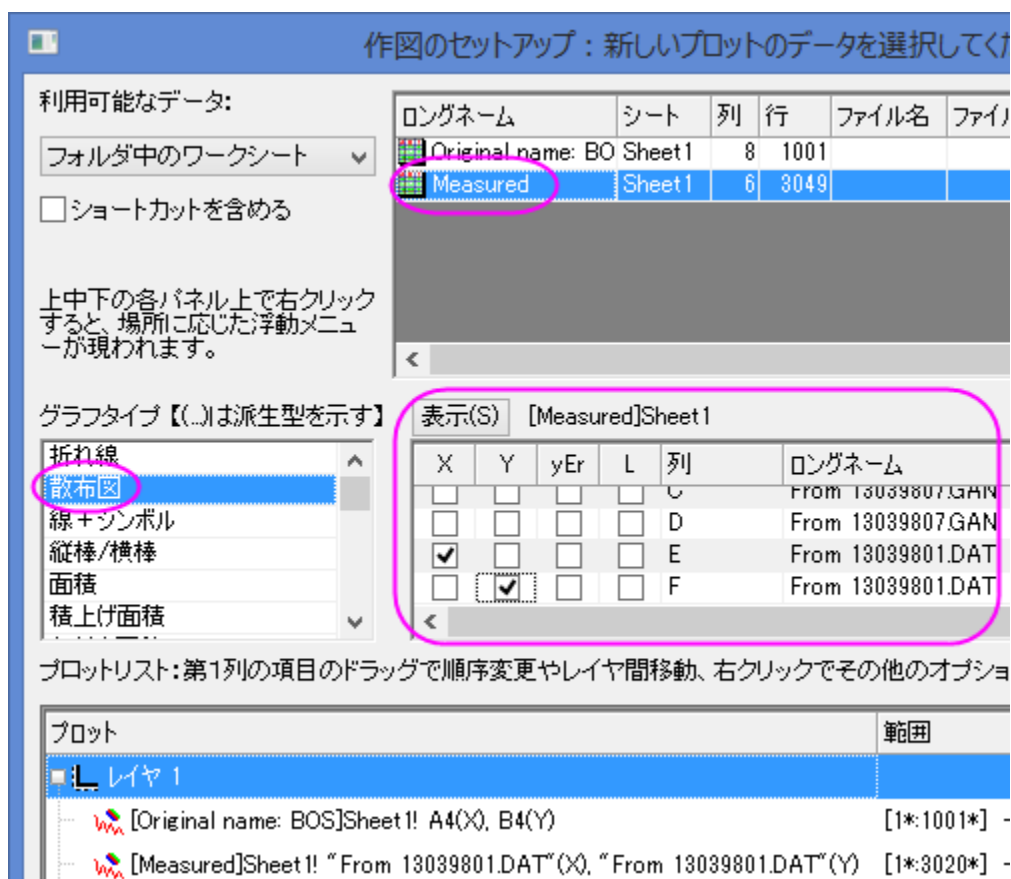 作図のセットアップ：新しいプロットのデータを選択してくだ
利用可能なデータ:
フォルダ中のワークシート
ショートカットを含める
上中下の各パネル上で右クリック
すると、場所に応じた浮動メニュ
ーが現われます。
ロングネーム シート 列 行 ファイル名 ファイル
Original name: BO Sheet1 8 1001
Measured Sheet1 6 3049
グラフタイプ【(...)は派生型を示す】
折れ線
散布図
線＋シンボル
縦棒/横棒
面積
積上げ面積
表示(S) [Measured]Sheet1
X Y yEr L 列 ロングネーム
C From 13039807.GAN
D From 13039807.GAN
E From 13039801.DAT
F From 13039801.DAT
プロットリスト：第1列の項目のドラッグで順序変更やレイヤ間移動、右クリックでその他のオプショ
プロット 範囲
レイヤ 1
[Original name: BOS]Sheet1! A4(X), B4(Y) [1*:1001*]
[Measured]Sheet1! "From 13039801.DAT"(X), "From 13039801.DAT"(Y) [1*:3020*]